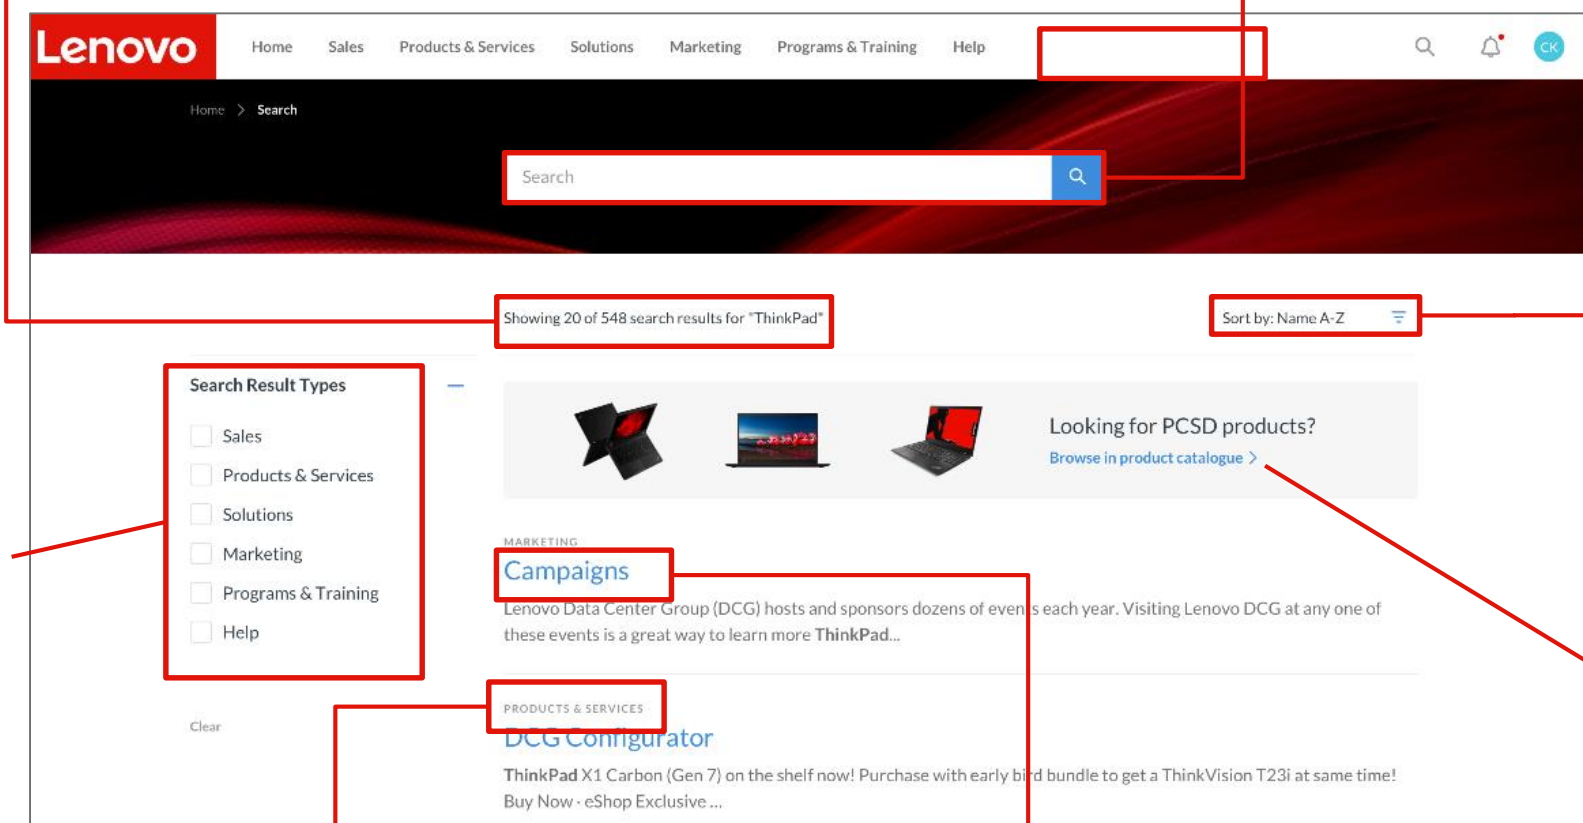 Lenovo
Home Sales Products & Services Solutions Marketing Programs & Training Help
CK
Home > Search
Search
Showing 20 of 548 search results for "ThinkPad"
Sort by: Name A-Z
Search Result Types
Sales
Products & Services
Solutions
Marketing
Programs & Training
Help
Clear
Looking for PCSD products?
Browse in product catalogue >
MARKETING
Campaigns
Lenovo Data Center Group (DCG) hosts and sponsors dozens of events each year. Visiting Lenovo DCG at any one of
these events is a great way to learn more ThinkPad...
PRODUCTS & SERVICES
DCG Configurator
ThinkPad X1 Carbon (Gen 7) on the shelf now! Purchase with early bird bundle to get a ThinkVision T23i at same time!
Buy Now · eShop Exclusive ...